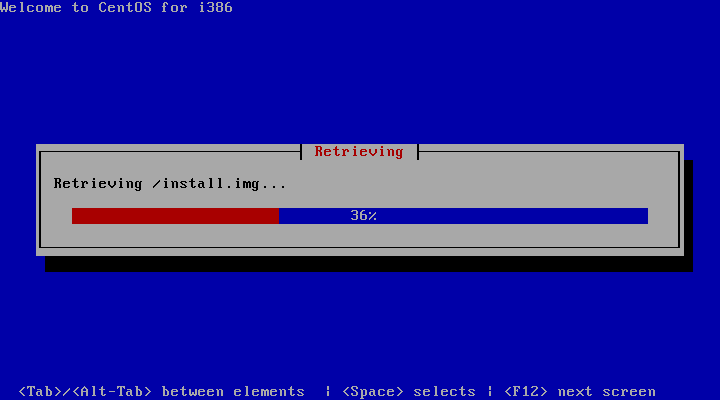 Welcome to CentOS for i386
Retrieving
Retrieving /install.img...
36%
<Tab>/<Alt-Tab> between elements | <Space> selects | <F12> next screen